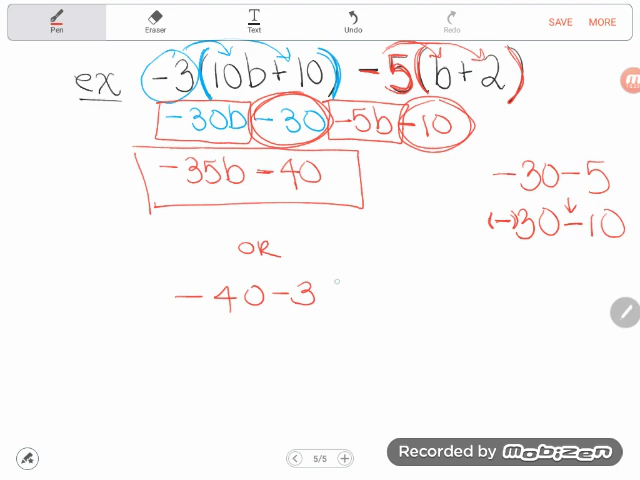 Pen Eraser Text Undo Redo SAVE MORE
ex -3(10b+10) -5(b+2)
-30b -30 -5b -10
-35b -40
-30 -5
(-)30 -10
OR
-40 -3
5/5
Recorded by mobizen